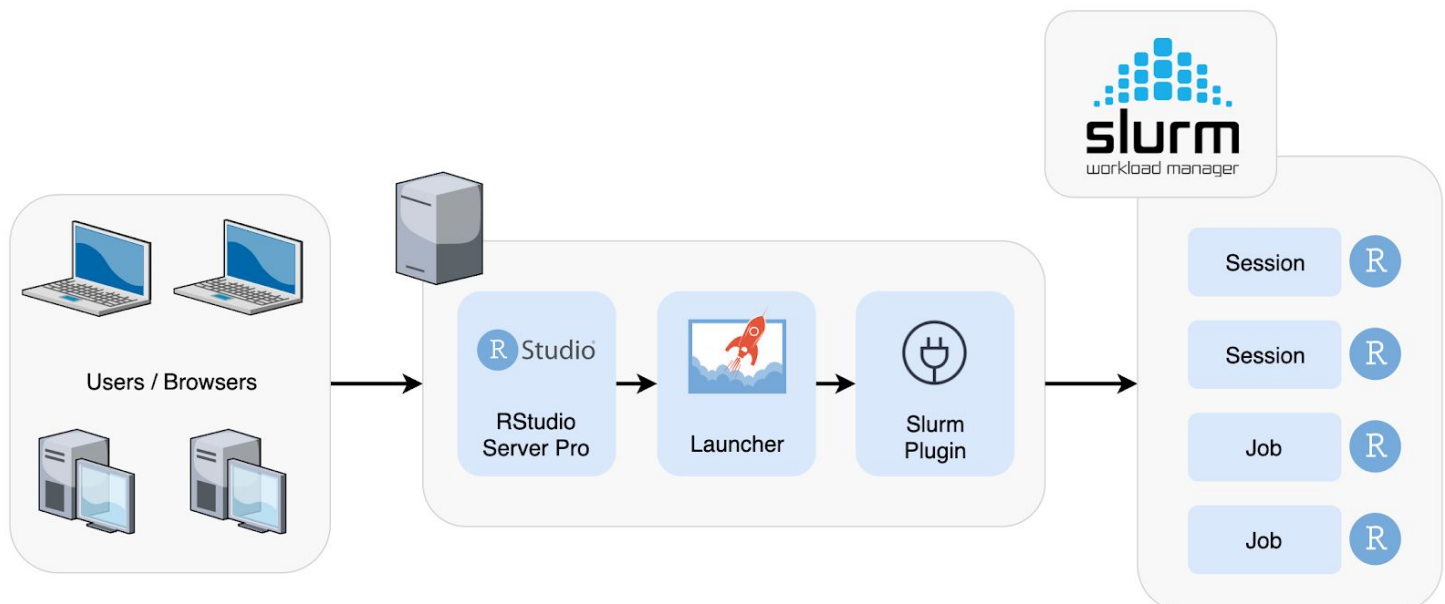 slurm
workload manager
Users / Browsers
R Studio
RStudio
Server Pro
Launcher
Slurm
Plugin
Session R
Session R
Job R
Job R